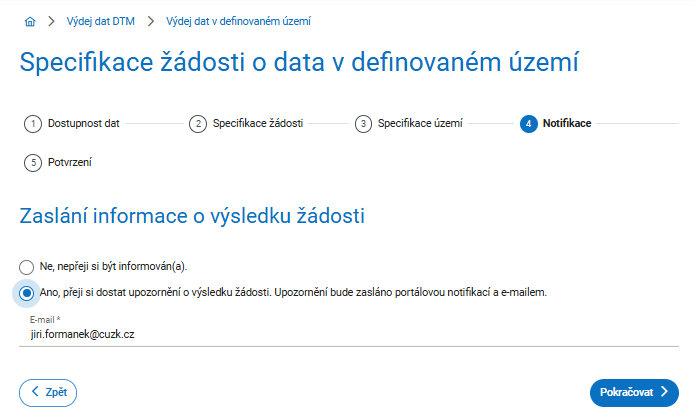 Výdej dat DTM > Výdej dat v definovaném území
Specifikace žádosti o data v definovaném území
1 Dostupnost dat 2 Specifikace žádosti 3 Specifikace území 4 Notifikace
5 Potvrzení
Zaslání informace o výsledku žádosti
Ne, nepřeji si být informován(a).
Ano, přeji si dostat upozornění o výsledku žádosti. Upozornění bude zasláno portálovou notifikací a e-mailem.
E-mail *
jiri.formanek@cuzk.cz
Zpět Pokračovat